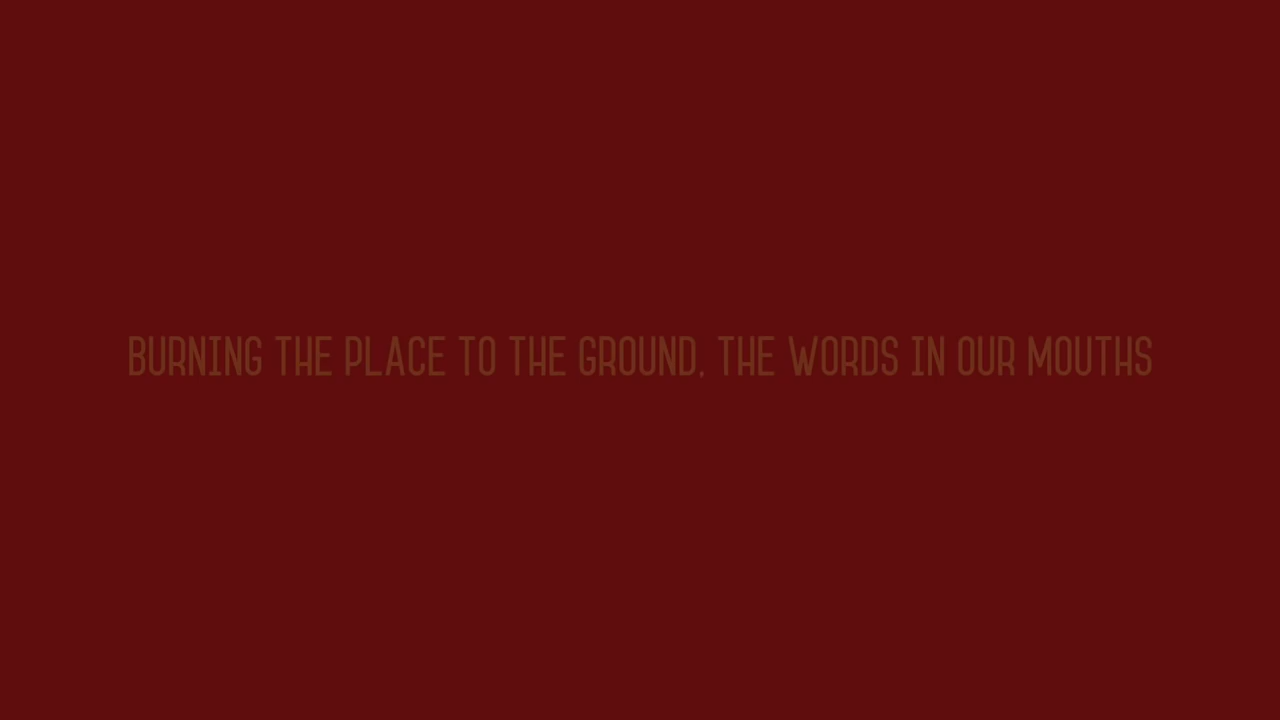 BURNING THE PLACE TO THE GROUND, THE WORDS IN OUR MOUTHS